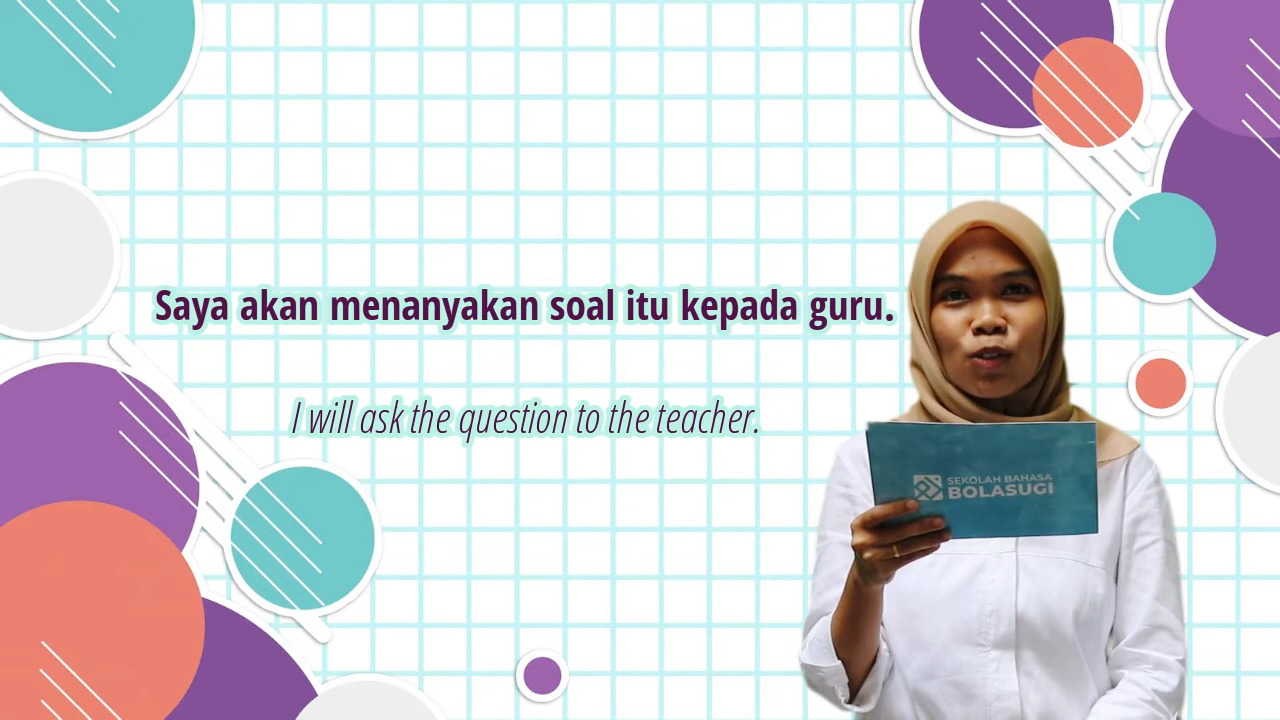 Saya akan menanyakan soal itu kepada guru.
I will ask the question to the teacher.
SEKOLAH BAHASA
BOLASUGI